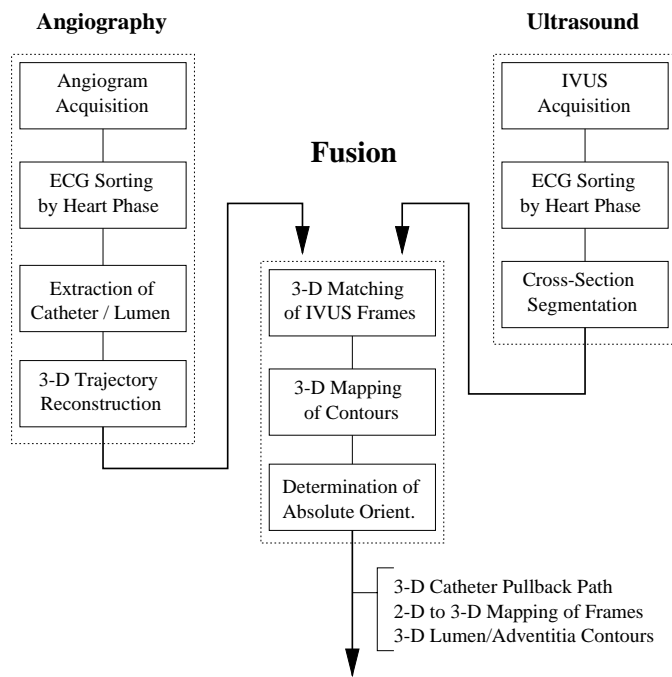 Angiography
Angiogram
Acquisition
ECG Sorting
by Heart Phase
Extraction of
Catheter / Lumen
3-D Trajectory
Reconstruction
Ultrasound
IVUS
Acquisition
ECG Sorting
by Heart Phase
Cross-Section
Segmentation
Fusion
3-D Matching
of IVUS Frames
3-D Mapping
of Contours
Determination of
Absolute Orient.
3-D Catheter Pullback Path
2-D to 3-D Mapping of Frames
3-D Lumen/Adventitia Contours